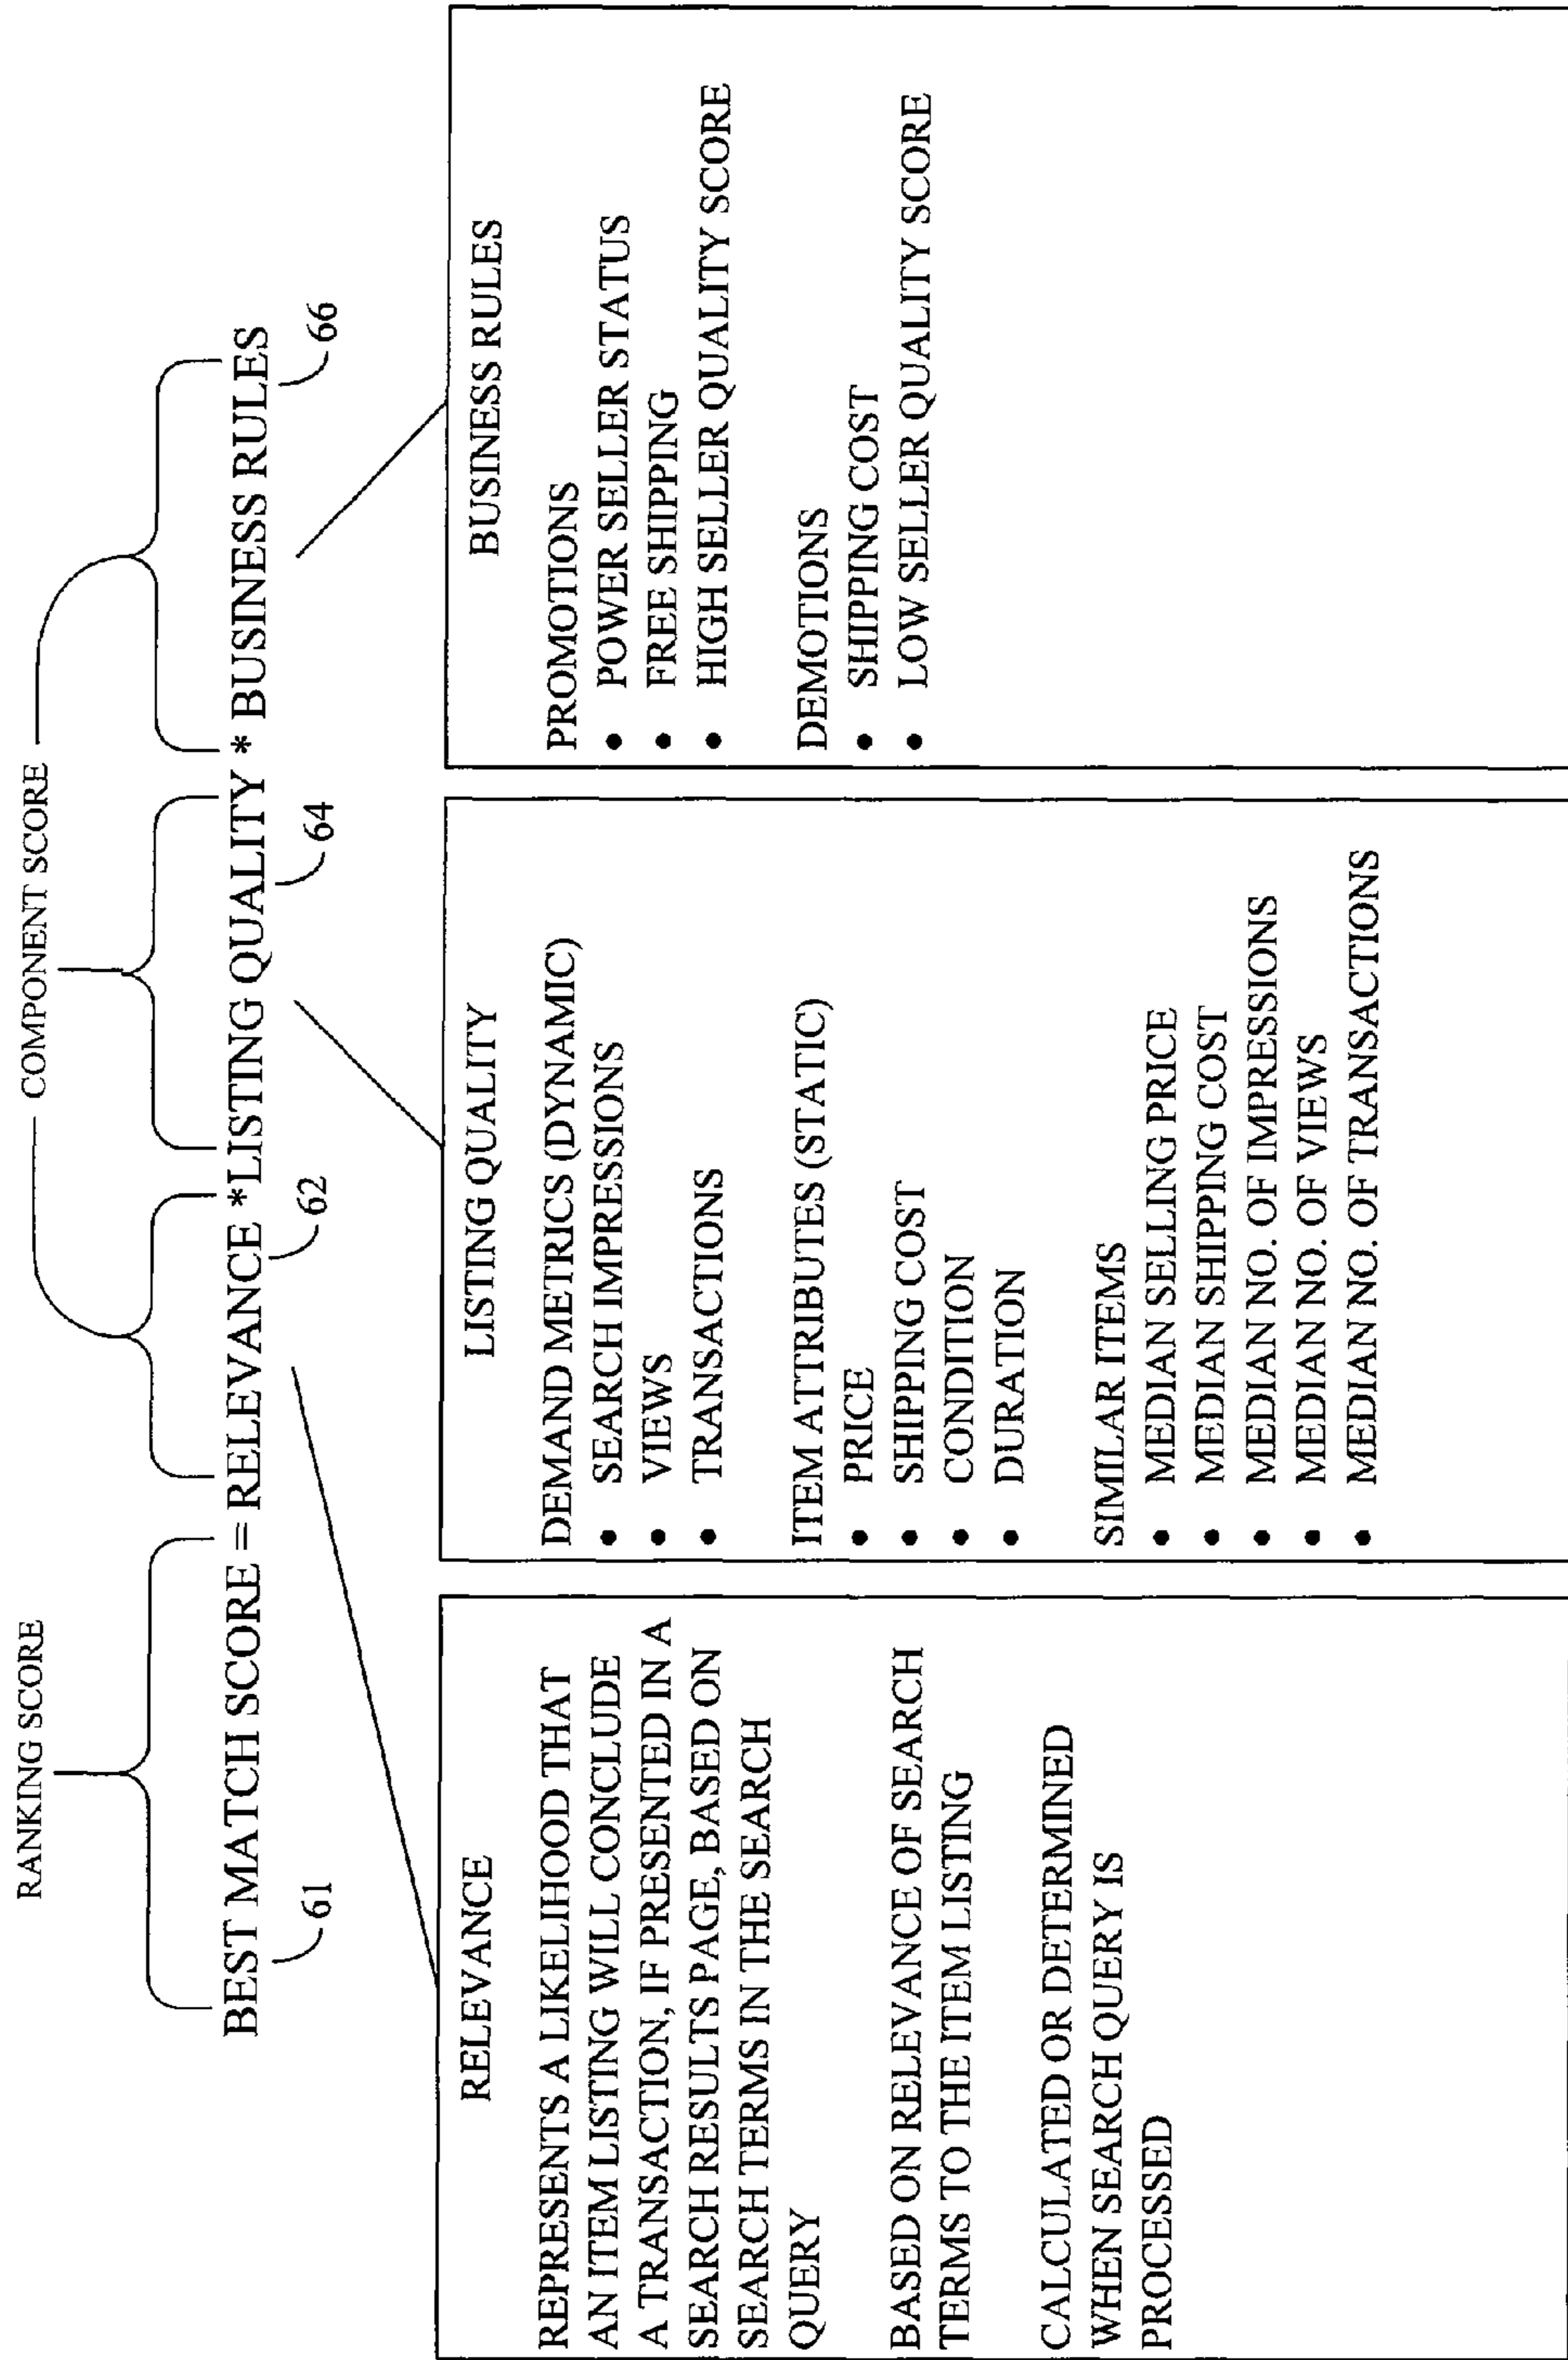 RANKING SCORE
COMPONENT SCORE
BEST MATCH SCORE = RELEVANCE *LISTING QUALITY * BUSINESS RULES
61
62
64
66
RELEVANCE
REPRESENTS A LIKELIHOOD THAT
AN ITEM LISTING WILL CONCLUDE
A TRANSACTION, IF PRESENTED IN A
SEARCH RESULTS PAGE, BASED ON
SEARCH TERMS IN THE SEARCH
QUERY
BASED ON RELEVANCE OF SEARCH
TERMS TO THE ITEM LISTING
CALCULATED OR DETERMINED
WHEN SEARCH QUERY IS
PROCESSED
LISTING QUALITY
DEMAND METRICS (DYNAMIC)
• SEARCH IMPRESSIONS
• VIEWS
• TRANSACTIONS
ITEM ATTRIBUTES (STATIC)
• PRICE
• SHIPPING COST
• CONDITION
• DURATION
SIMILAR ITEMS
• MEDIAN SELLING PRICE
• MEDIAN SHIPPING COST
• MEDIAN NO. OF IMPRESSIONS
• MEDIAN NO. OF VIEWS
• MEDIAN NO. OF TRANSACTIONS
BUSINESS RULES
PROMOTIONS
• POWER SELLER STATUS
• FREE SHIPPING
• HIGH SELLER QUALITY SCORE
DEMOTIONS
• SHIPPING COST
• LOW SELLER QUALITY SCORE